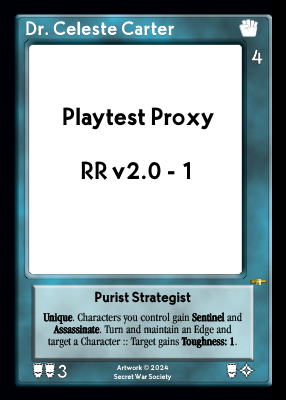 Dr. Celeste Carter
4
Playtest Proxy
RR v2.0 - 1
Purist Strategist
Unique. Characters you control gain Sentinel and
Assassinate. Turn and maintain an Edge and
target a Character :: Target gains Toughness: 1.
3
Artwork © 2024
Secret War Society